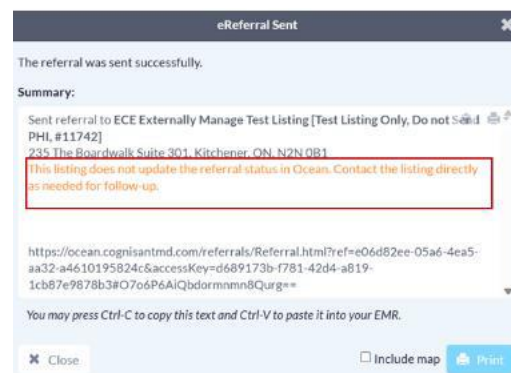 eReferral Sent
The referral was sent successfully.
Summary:
Sent referral to ECE Externally Manage Test Listing [Test Listing Only, Do not Send
PHI, #11742]
235 The Boardwalk Suite 301, Kitchener, ON, N2N 0B1
This listing does not update the referral status in Ocean. Contact the listing directly
as needed for follow-up.
https://ocean.cognisantmd.com/referrals/Referral.html?ref=e06d82ee-05a6-4ea5-
aa32-a4610195824c&accessKey=d689173b-f781-42d4-a819-
1cb87e9878b3#O7o6P6AiQbdormnmn8Qurg==
You may press Ctrl-C to copy this text and Ctrl-V to paste it into your EMR.
Close
Include map
Print